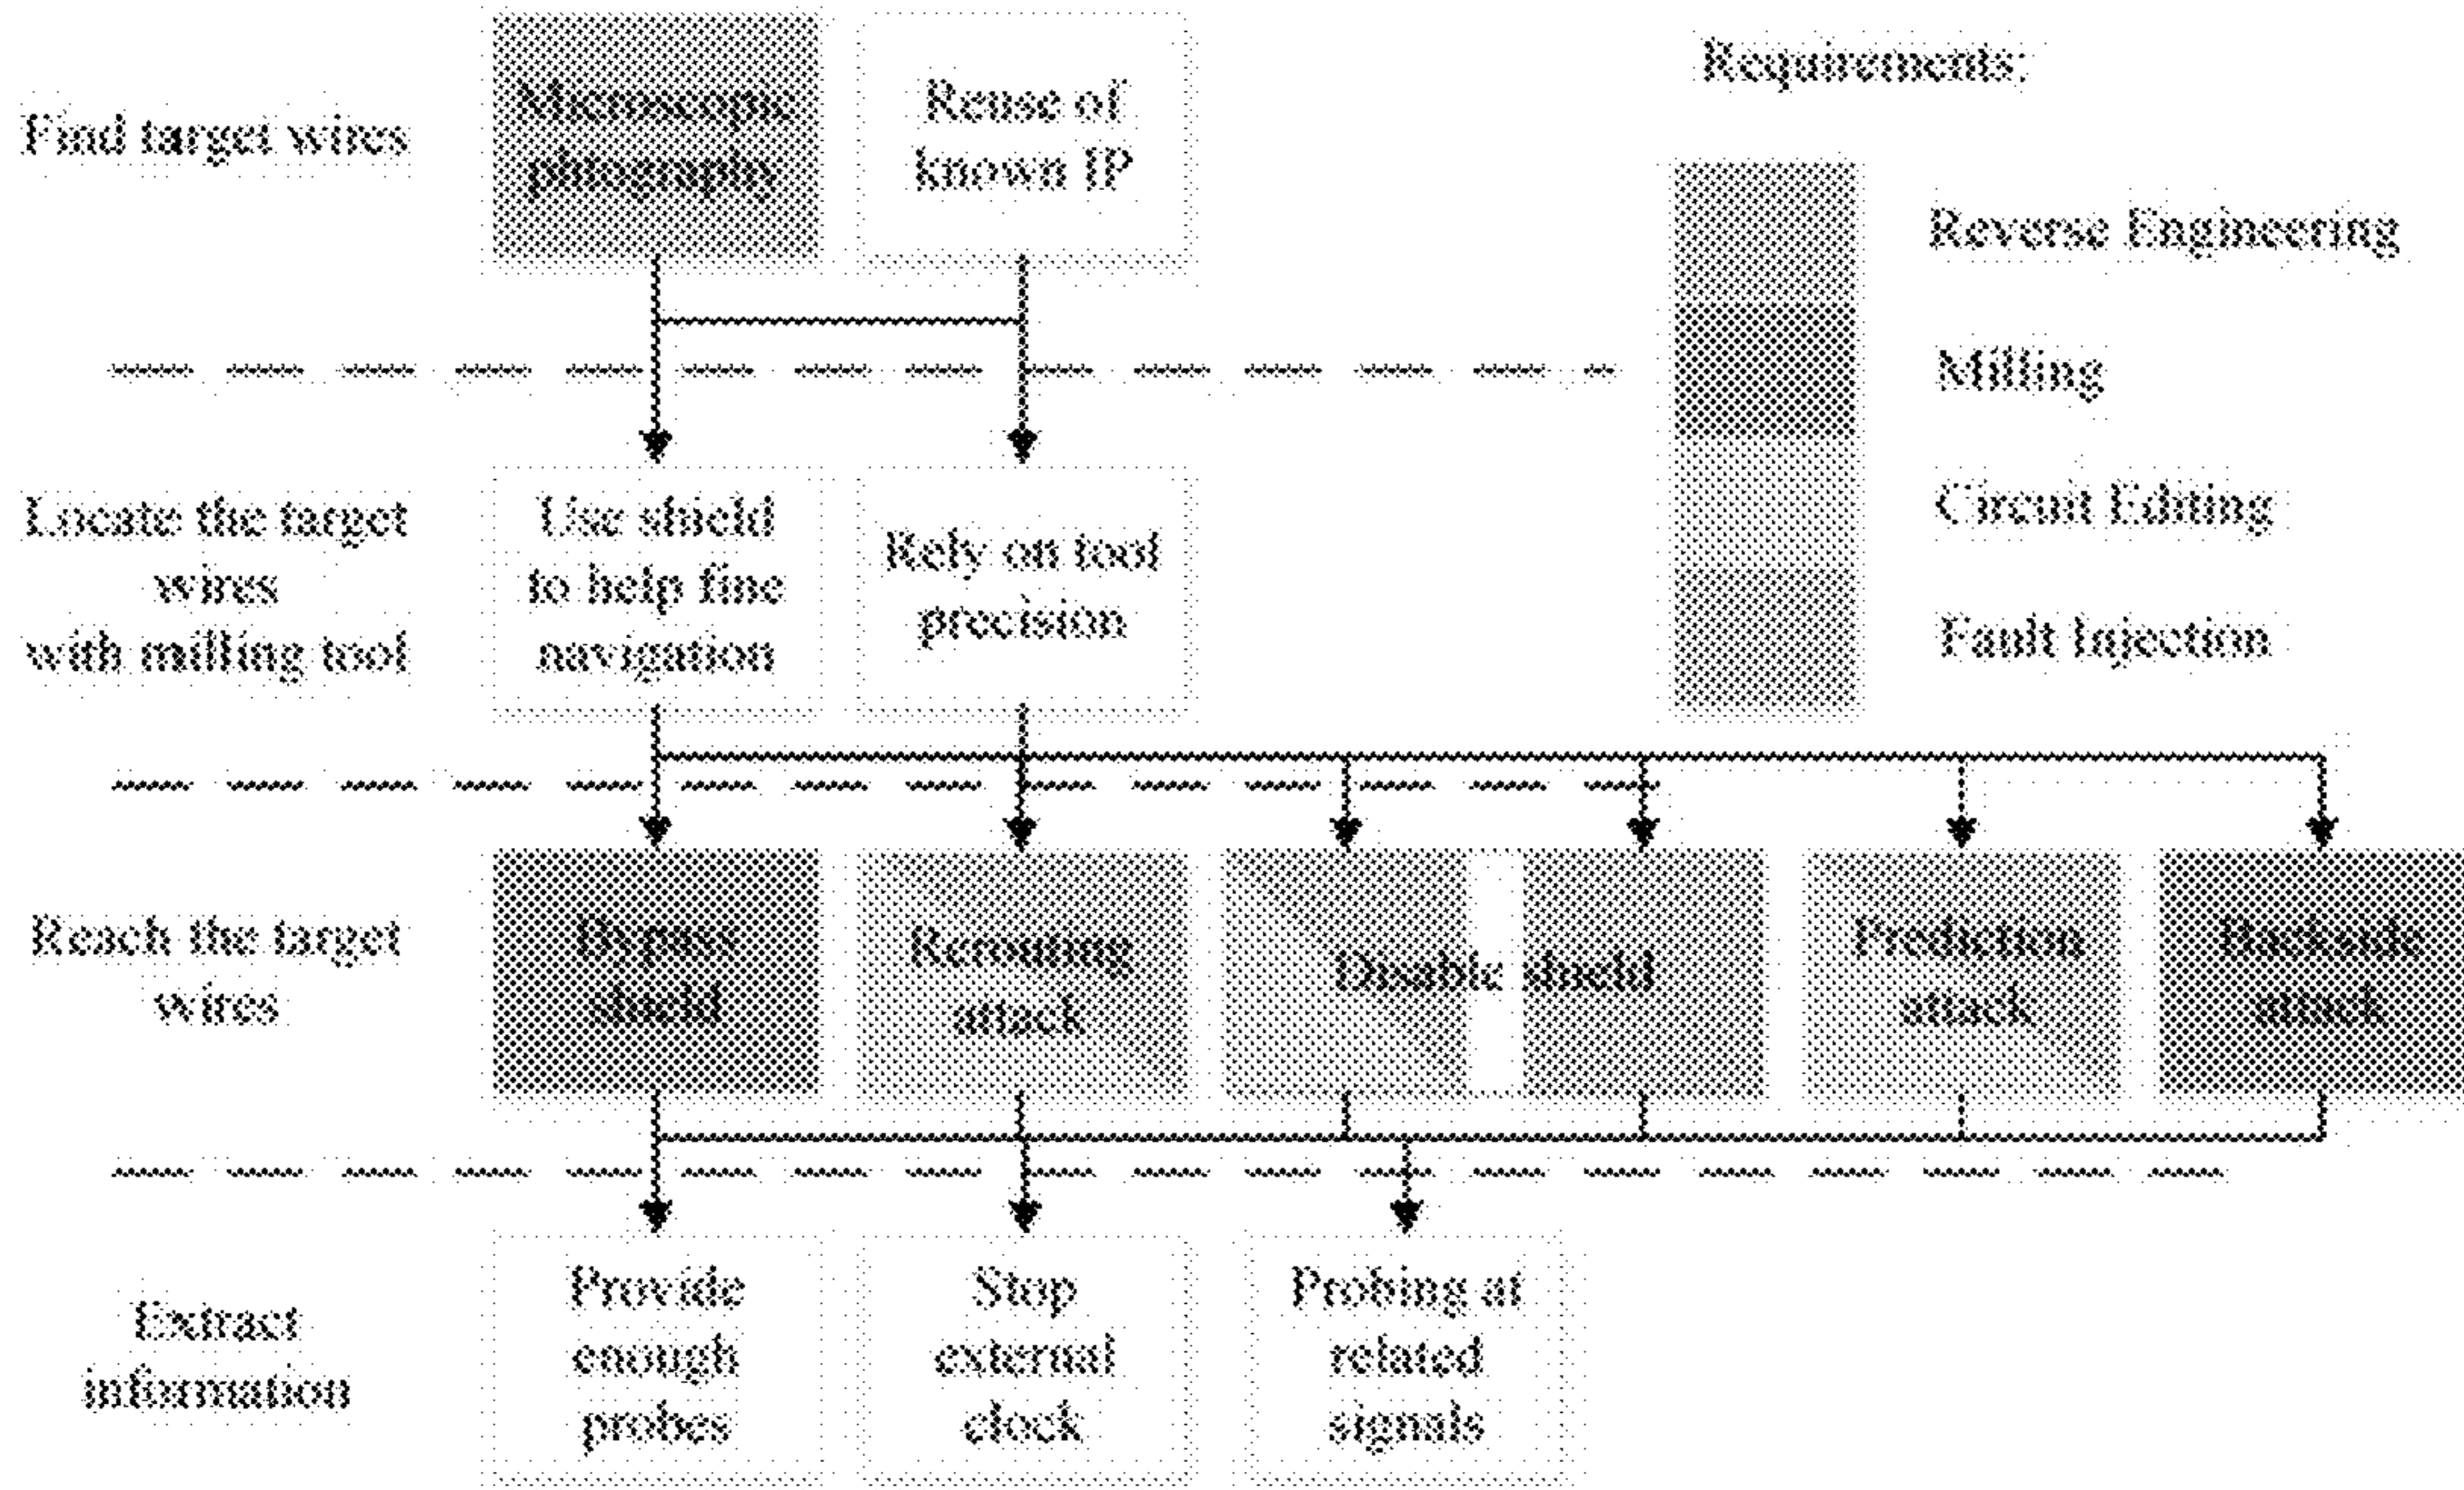 Find target wires
Microscopic
photography
Reuse of
known IP
Requirements:
Reverse Engineering
Milling
Circuit Editing
Fault Injection
Locate the target
wires
with milling tool
Use shield
to help fine
navigation
Rely on tool
precision
Reach the target
wires
Bypass
shield
Rerouting
attack
Disable shield
Prediction
attack
Backside
attack
Extract
information
Provide
enough
probes
Stop
external
clock
Probing at
related
signals